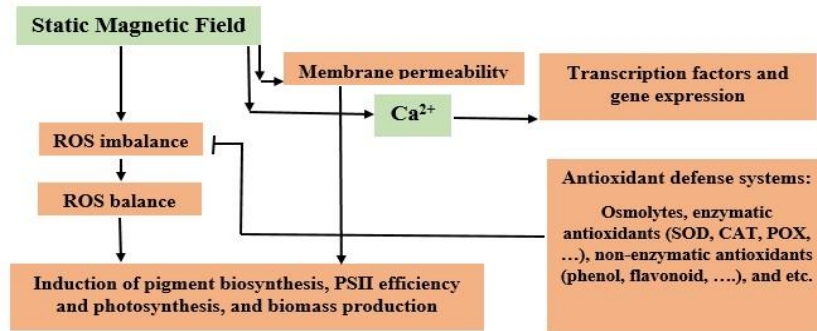 Static Magnetic Field
Membrane permeability
Transcription factors and
gene expression
Ca²⁺
ROS imbalance
ROS balance
Antioxidant defense systems:
Osmolytes, enzymatic
antioxidants (SOD, CAT, POX,
…), non-enzymatic antioxidants
(phenol, flavonoid, ….), and etc.
Induction of pigment biosynthesis, PSII efficiency
and photosynthesis, and biomass production